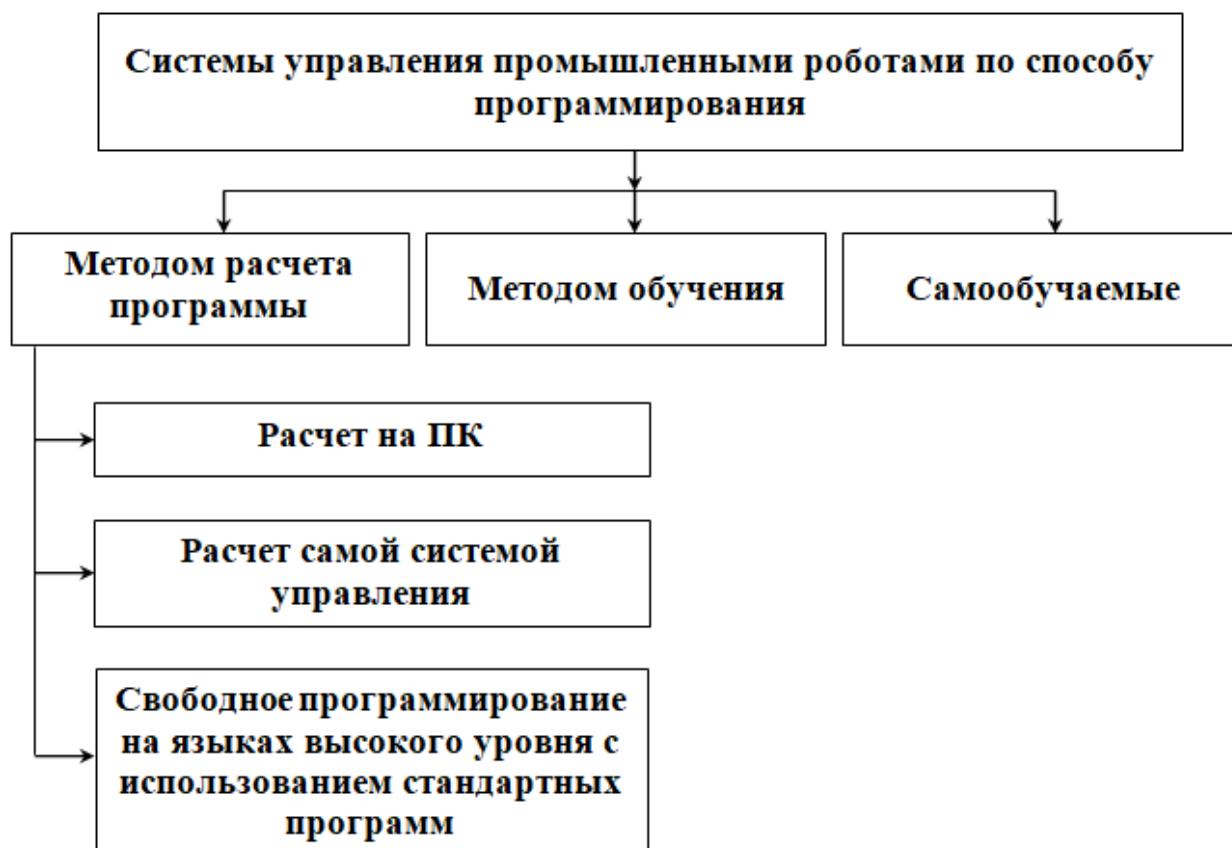 Системы управления промышленными роботами по способу
программирования
Методом расчета
программы
Методом обучения
Самообучаемые
Расчет на ПК
Расчет самой системой
управления
Свободное программирование
на языках высокого уровня с
использованием стандартных
программ